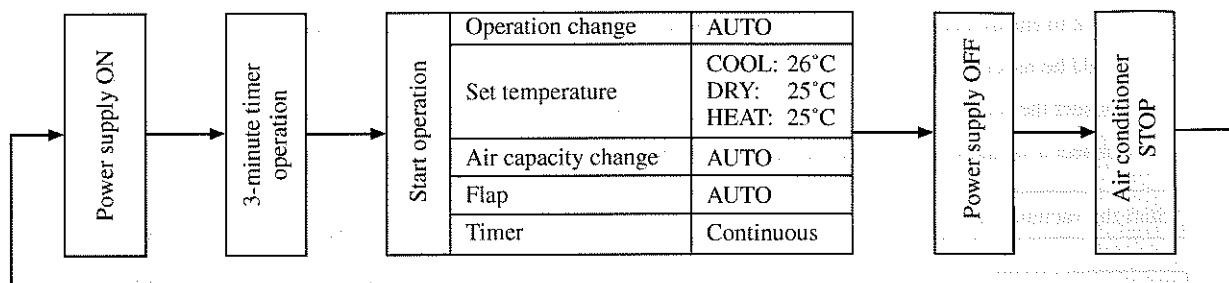 Power supply ON
3-minute timer
operation
Start operation
Operation change AUTO
Set temperature
COOL: 26°C
DRY: 25°C
HEAT: 25°C
Air capacity change AUTO
Flap AUTO
Timer Continuous
Power supply OFF
Air conditioner
STOP